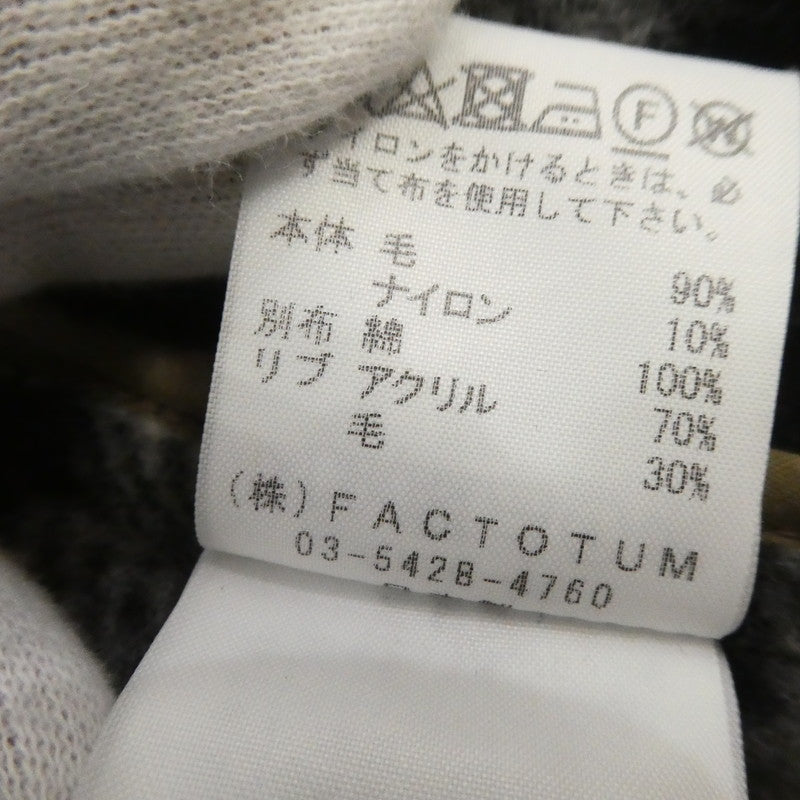 イロンをかけるときは、必
ず当て布を使用して下さい。
本体 毛 90%
ナイロン 10%
別布 綿 100%
リブ アクリル 70%
毛 30%
(株)FACTOTUM
03-5428-4760